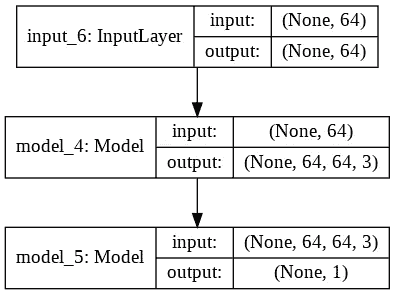 input_6: InputLayer
input: (None, 64)
output: (None, 64)
model_4: Model
input: (None, 64)
output: (None, 64, 64, 3)
model_5: Model
input: (None, 64, 64, 3)
output: (None, 1)